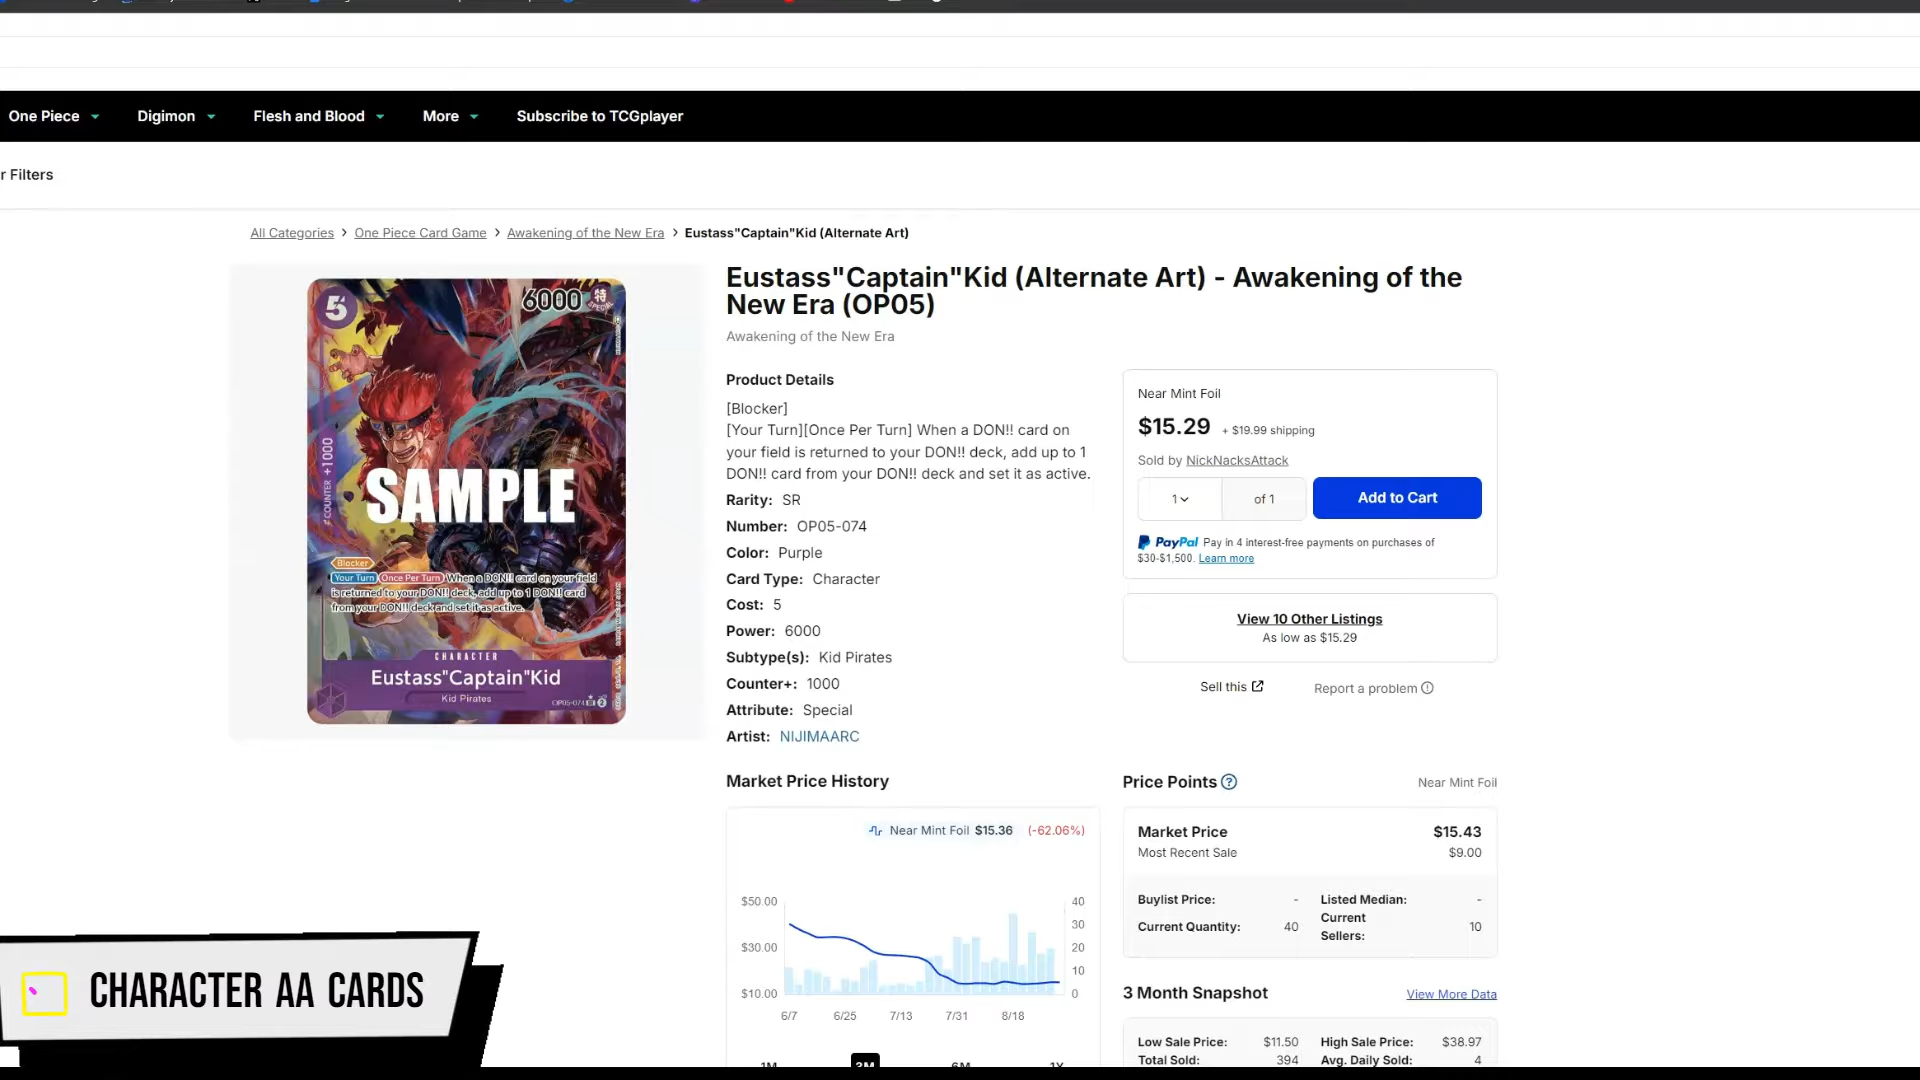 One Piece
Digimon
Flesh and Blood
More
Subscribe to TCGplayer
r Filters
All Categories > One Piece Card Game > Awakening of the New Era > Eustass"Captain"Kid (Alternate Art)
Eustass"Captain"Kid (Alternate Art) - Awakening of the
New Era (OP05)
Awakening of the New Era
5
6000
特
SPECIAL
COUNTER +1000
SAMPLE
Blocker
Your Turn Once Per Turn When a DON!! card on your field
is returned to your DON!! deck, add up to 1 DON!! card
from your DON!! deck and set it as active.
CHARACTER
Eustass"Captain"Kid
Kid Pirates
OP05-074
Product Details
[Blocker]
[Your Turn][Once Per Turn] When a DON!! card on
your field is returned to your DON!! deck, add up to 1
DON!! card from your DON!! deck and set it as active.
Rarity: SR
Number: OP05-074
Color: Purple
Card Type: Character
Cost: 5
Power: 6000
Subtype(s): Kid Pirates
Counter+: 1000
Attribute: Special
Artist: NIJIMAARC
Near Mint Foil
$15.29 + $19.99 shipping
Sold by NickNacksAttack
1
of 1
Add to Cart
PayPal Pay in 4 interest-free payments on purchases of
$30-$1,500. Learn more
View 10 Other Listings
As low as $15.29
Sell this
Report a problem
Market Price History
Near Mint Foil $15.36 (-62.06%)
$50.00
$30.00
$10.00
40
30
20
10
0
6/7
6/25
7/13
7/31
8/18
1M
3M
6M
1Y
Price Points
Near Mint Foil
Market Price $15.43
Most Recent Sale $9.00
Buylist Price: -
Listed Median: -
Current Quantity: 40
Current
Sellers: 10
3 Month Snapshot
View More Data
Low Sale Price: $11.50
High Sale Price: $38.97
Total Sold: 394
Avg. Daily Sold: 4
CHARACTER AA CARDS